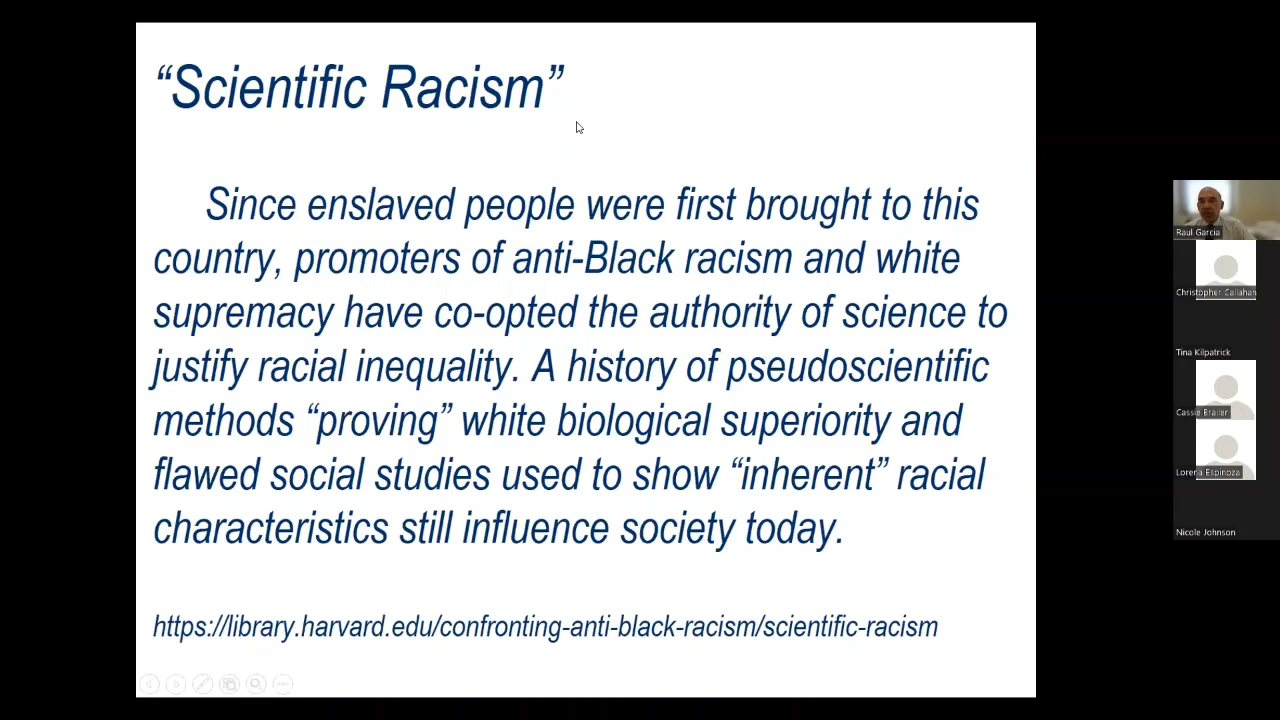 “Scientific Racism”
Since enslaved people were first brought to this
country, promoters of anti-Black racism and white
supremacy have co-opted the authority of science to
justify racial inequality. A history of pseudoscientific
methods “proving” white biological superiority and
flawed social studies used to show “inherent” racial
characteristics still influence society today.
https://library.harvard.edu/confronting-anti-black-racism/scientific-racism
Raul Garcia
Christopher Callahan
Tina Kilpatrick
Cassie Brailer
Lorena Espinoza
Nicole Johnson